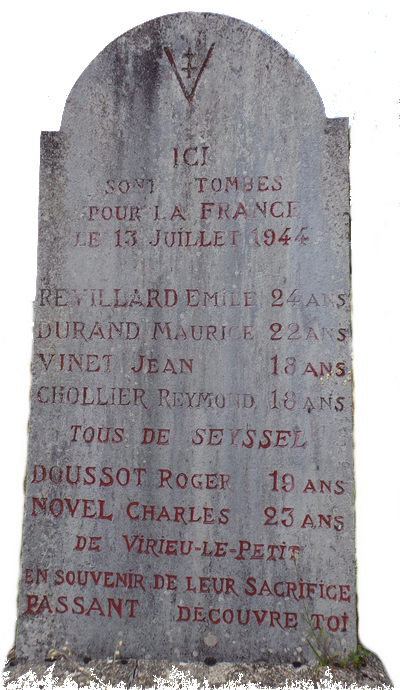 ICI
SONT TOMBES
POUR LA FRANCE
LE 13 JUILLET 1944
REVILLARD EMILE 24 ANS
DURAND MAURICE 22 ANS
VINET JEAN 18 ANS
CHOLLIER REYMOND 18 ANS
TOUS DE SEYSSEL
DOUSSOT ROGER 19 ANS
NOVEL CHARLES 23 ANS
DE VIRIEU-LE-PETIT
EN SOUVENIR DE LEUR SACRIFICE
PASSANT DÉCOUVRE TOI